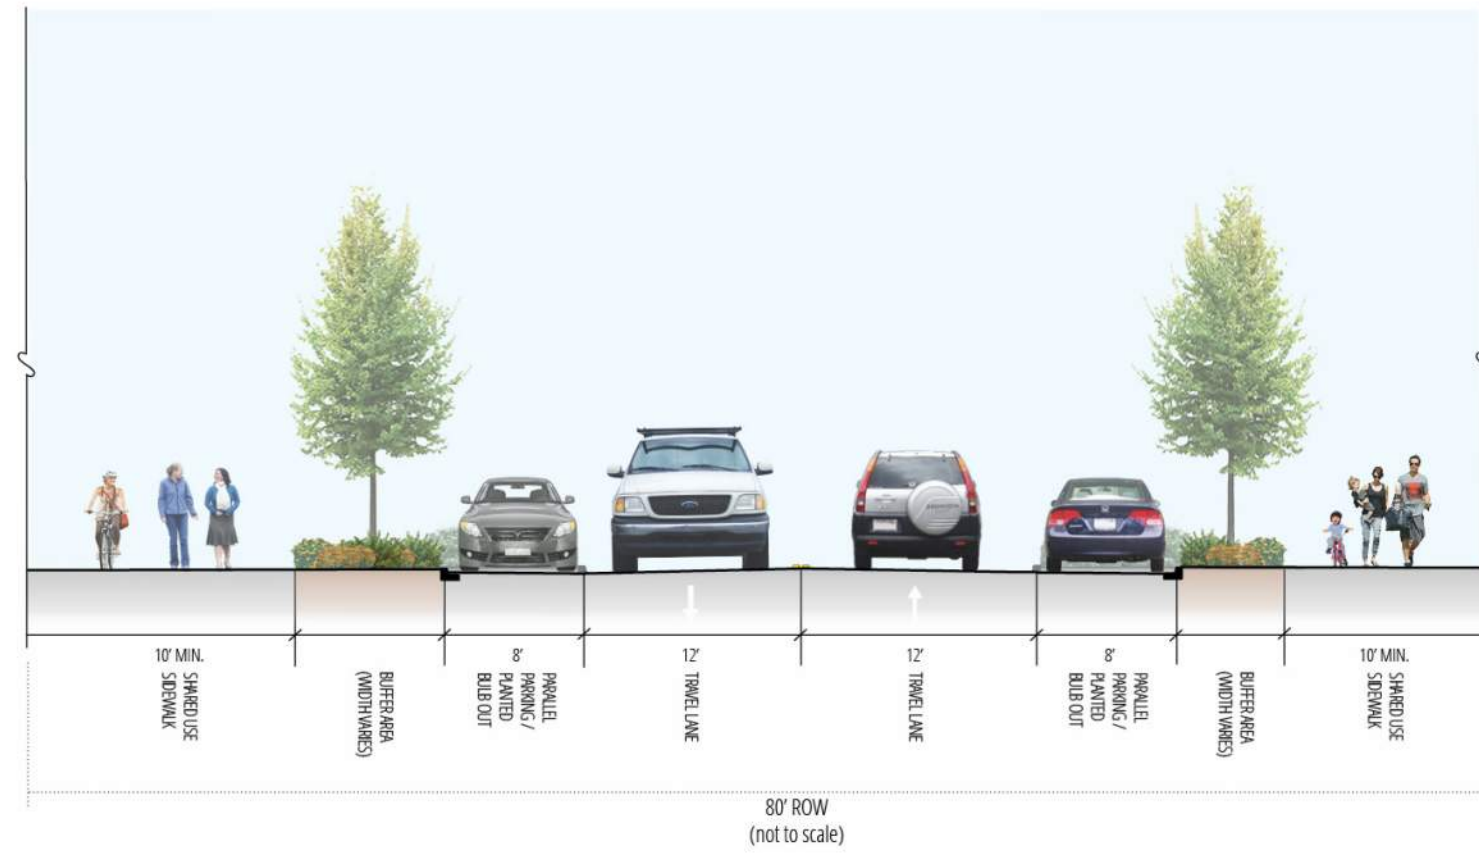 10' MIN.
SHARED USE
SIDEWALK
BUFFER AREA
(WIDTH VARIES)
8'
PARALLEL
PARKING /
PLANTED
BULB OUT
12'
TRAVEL LANE
12'
TRAVEL LANE
8'
PARALLEL
PARKING /
PLANTED
BULB OUT
BUFFER AREA
(WIDTH VARIES)
10' MIN.
SHARED USE
SIDEWALK
80' ROW
(not to scale)